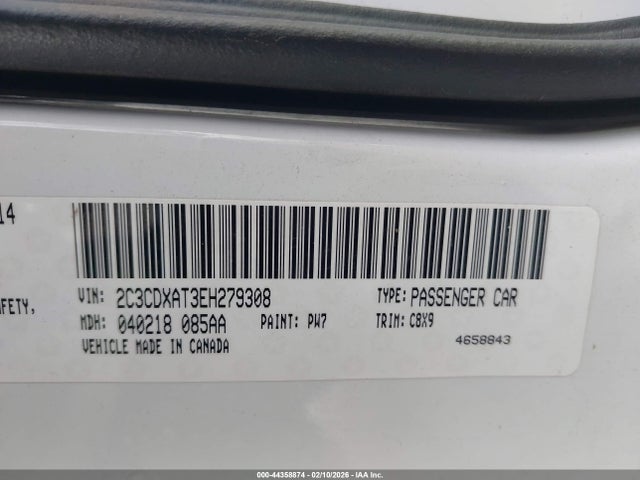 14
VIN: 2C3CDXAT3EH279308 TYPE: PASSENGER CAR
AFETY, MDH: 040218 085AA PAINT: PW7 TRIM: C8X9
VEHICLE MADE IN CANADA 4658843
000-44358874 - 02/10/2026 - IAA Inc.